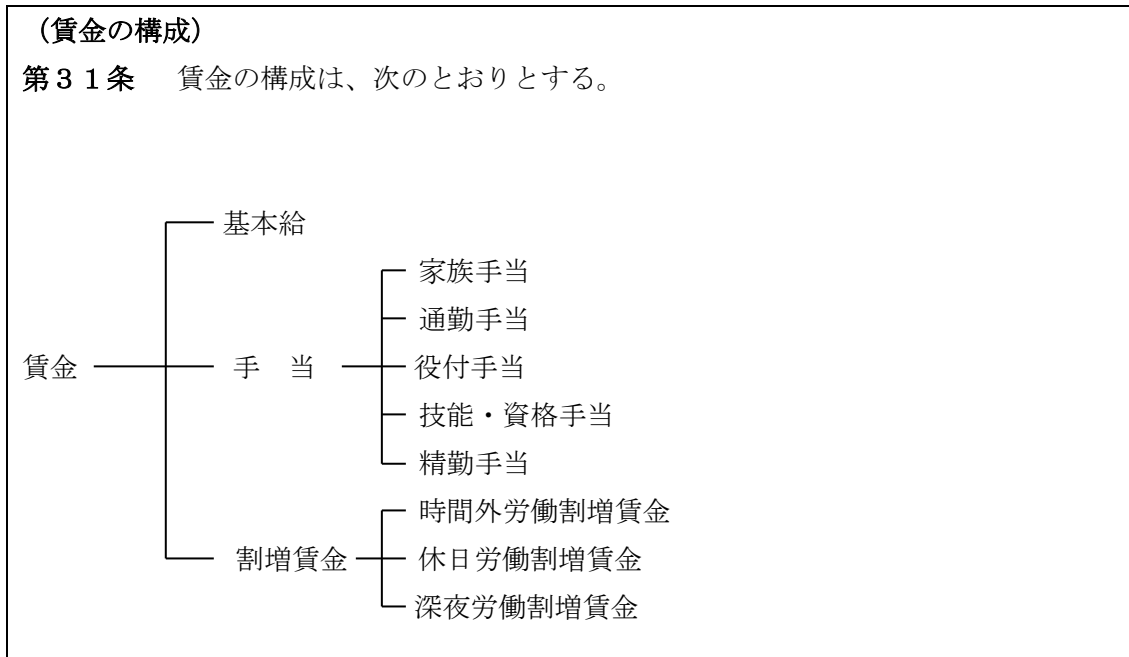 （賃金の構成）
第３１条　賃金の構成は、次のとおりとする。
基本給
家族手当
通勤手当
賃金　手　当　役付手当
技能・資格手当
精勤手当
時間外労働割増賃金
割増賃金　休日労働割増賃金
深夜労働割増賃金